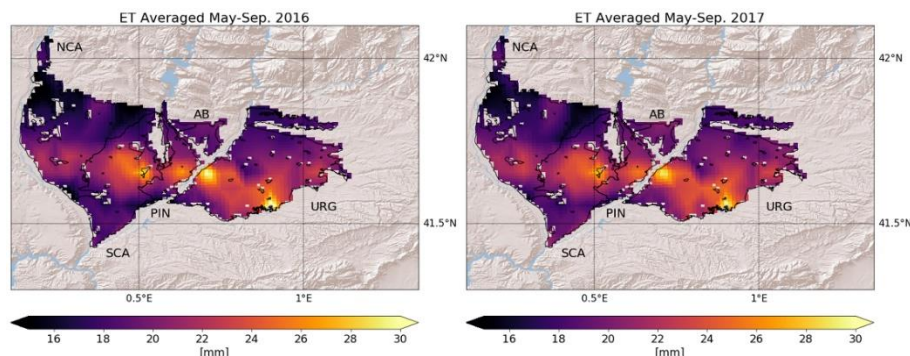 ET Averaged May-Sep. 2016
NCA
42°N
AB
PIN
URG
41.5°N
SCA
0.5°E 1°E
16 18 20 22 24 26 28 30
[mm]
ET Averaged May-Sep. 2017
NCA
42°N
AB
PIN
URG
41.5°N
SCA
0.5°E 1°E
16 18 20 22 24 26 28 30
[mm]